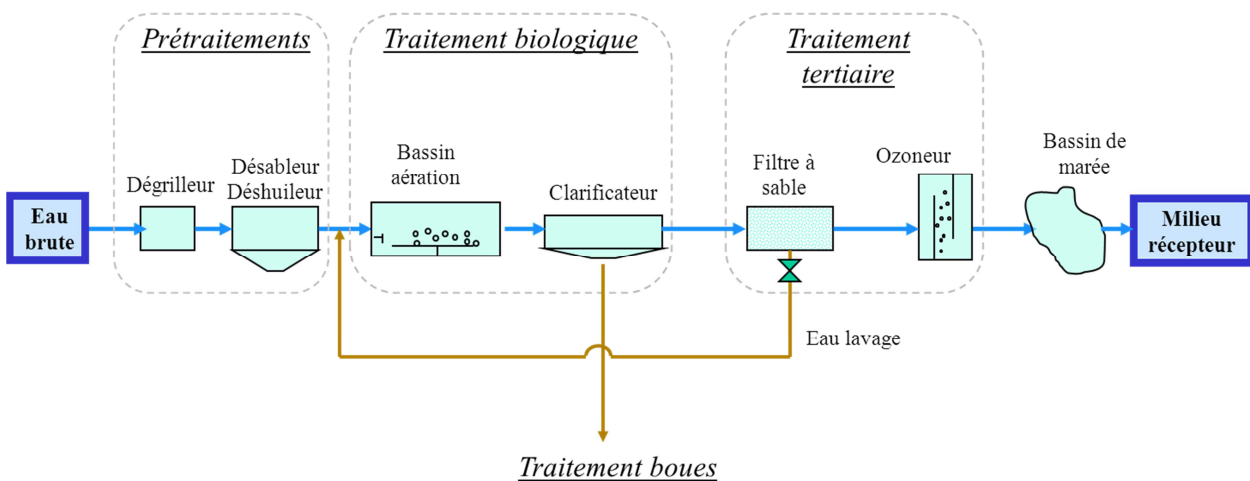 Prétraitements
Traitement biologique
Traitement
tertiaire
Eau
brute
Dégrilleur
Désableur
Déshuileur
Bassin
aération
Clarificateur
Filtre à
sable
Ozoneur
Bassin de
marée
Milieu
récepteur
Eau lavage
Traitement boues